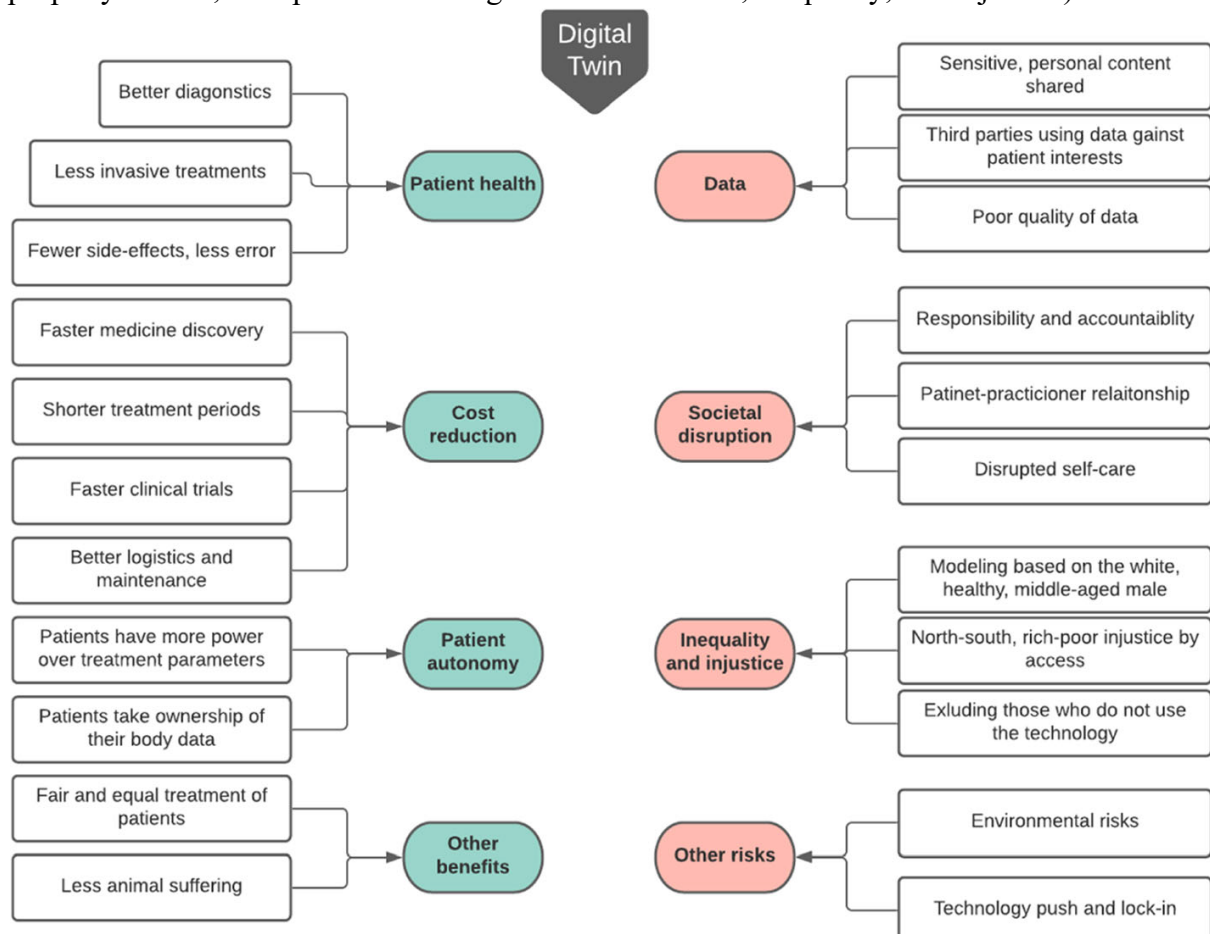 Digital
Twin
Better diagonstics
Less invasive treatments
Fewer side-effects, less error
Patient health
Faster medicine discovery
Shorter treatment periods
Faster clinical trials
Better logistics and
maintenance
Cost
reduction
Patients have more power
over treatment parameters
Patients take ownership of
their body data
Patient
autonomy
Fair and equal treatment of
patients
Less animal suffering
Other
benefits
Data
Sensitive, personal content
shared
Third parties using data gainst
patient interests
Poor quality of data
Societal
disruption
Responsibility and accountaiblity
Patinet-practicioner relaitonship
Disrupted self-care
Inequality
and injustice
Modeling based on the white,
healthy, middle-aged male
North-south, rich-poor injustice by
access
Exluding those who do not use
the technology
Other risks
Environmental risks
Technology push and lock-in